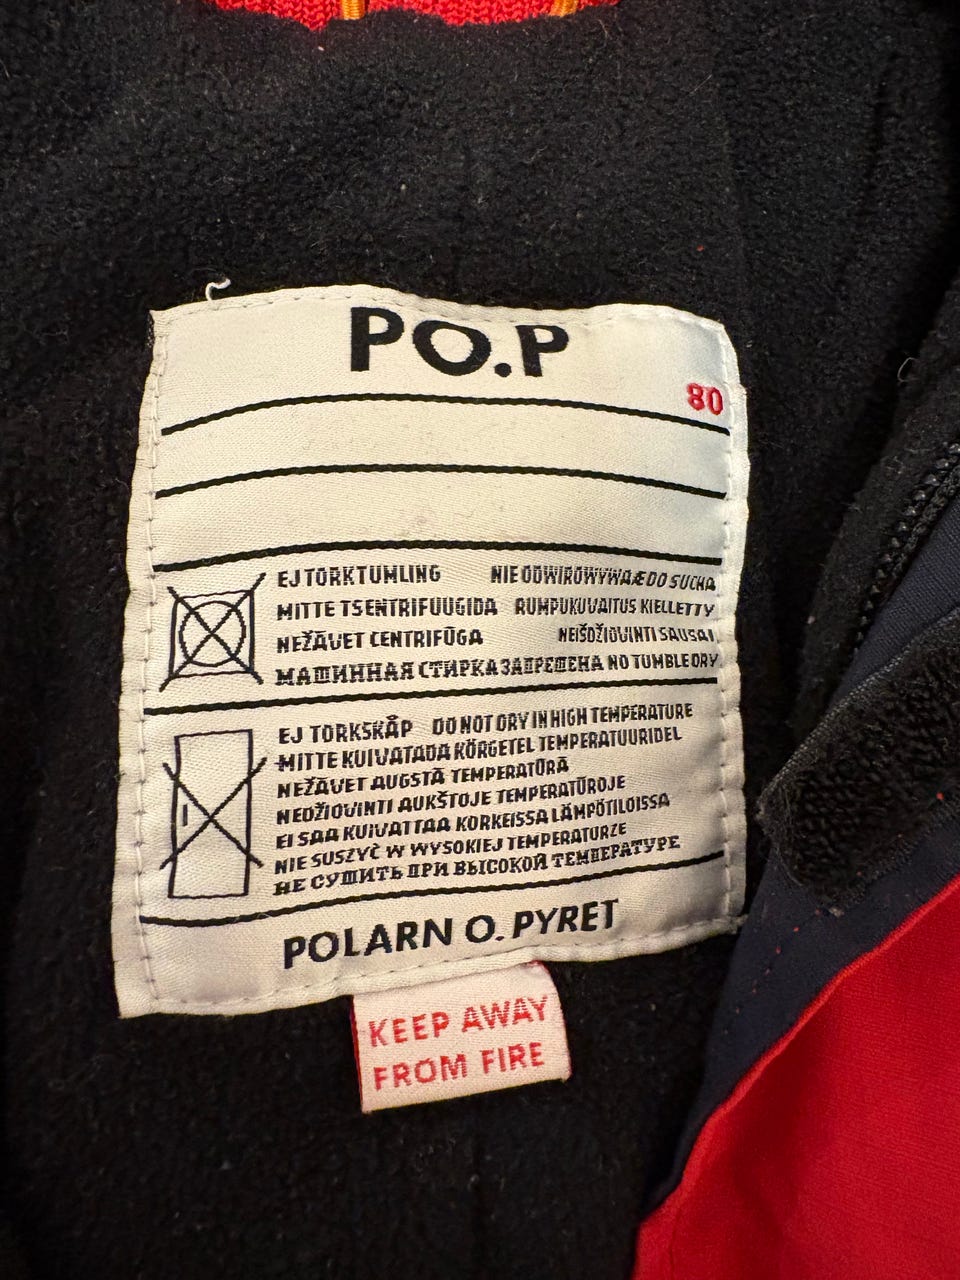 PO.P
80
EJ TORKTUMLING NIE ODWIROWYWAÆ DO SUCHA
MITTE TSENTRIFUUGIDA RUMPUKUVAITUS KIELLETTY
NEŽĀVET CENTRIFŪGA NEIŠDŽIOVINTI SAUSAI.
МАШИННАЯ СТИРКА ЗАПРЕЩЕНА NO TUMBLE DRY
EJ TORKSKÅP DO NOT DRY IN HIGH TEMPERATURE
MITTE KUIVATADA KÖRGETEL TEMPERATUURIDEL
NEŽĀVET AUGSTĀ TEMPERATŪRĀ
NEDŽIOVINTI AUKŠTOJE TEMPERATŪROJE
EI SAA KUIVATTAA KORKEISSA LÄMPÖTILOISSA
NIE SUSZYĆ W WYSOKIEJ TEMPERATURZE
НЕ СУШИТЬ ПРИ ВЫСОКОЙ ТЕМПЕРАТУРЕ
POLARN O. PYRET
KEEP AWAY
FROM FIRE